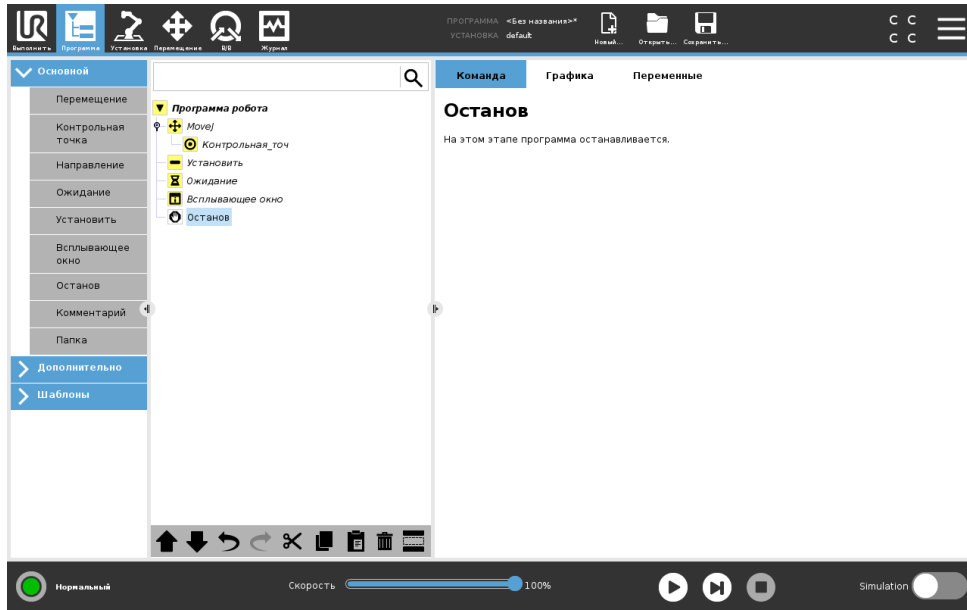 ПРОГРАММА <Без названия>*
УСТАНОВКА default
C C
C C
Выполнить Программа Установка Перемещение В/В Журнал Новый... Открыть... Сохранить...
Основной
Перемещение
Контрольная
точка
Направление
Ожидание
Установить
Всплывающее
окно
Останов
Комментарий
Папка
Дополнительно
Шаблоны
Программа робота
MoveJ
Контрольная_точ
Установить
Ожидание
Всплывающее окно
Останов
Команда Графика Переменные
Останов
На этом этапе программа останавливается.
Нормальный
Скорость 100%
Simulation